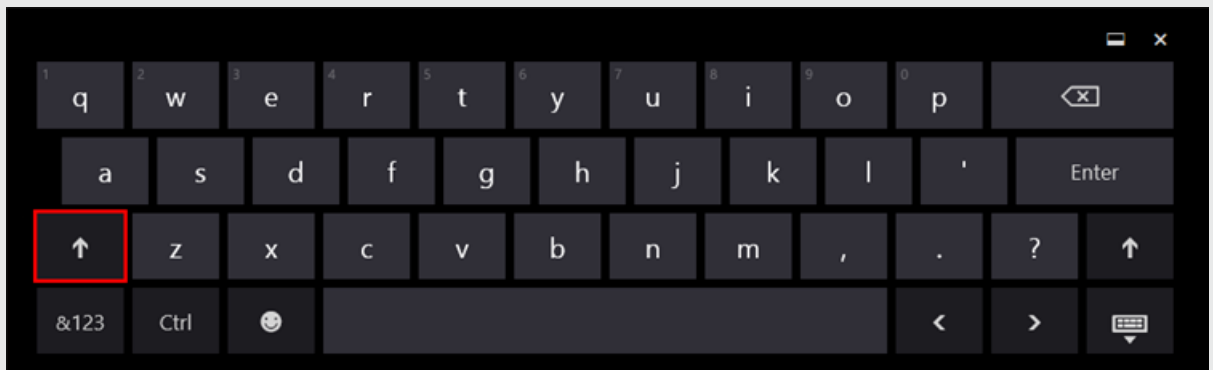 1 q 2 w 3 e 4 r 5 t 6 y 7 u 8 i 9 o 0 p
a s d f g h j k l ' Enter
z x c v b n m , . ?
&123 Ctrl < >